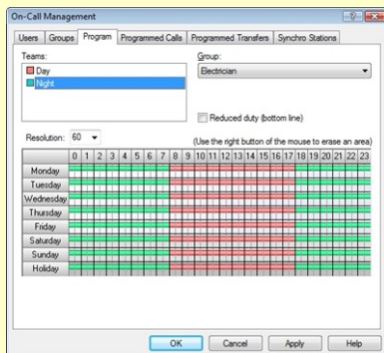 On-Call Management
Users Groups Program Programmed Calls Programmed Transfers Synchro Stations
Teams:
Day
Night
Group:
Electrician
Reduced duty (bottom line)
Resolution: 60
(Use the right button of the mouse to erase an area)
0 1 2 3 4 5 6 7 8 9 10 11 12 13 14 15 16 17 18 19 20 21 22 23
Monday
Tuesday
Wednesday
Thursday
Friday
Saturday
Sunday
Holiday
OK Cancel Apply Help